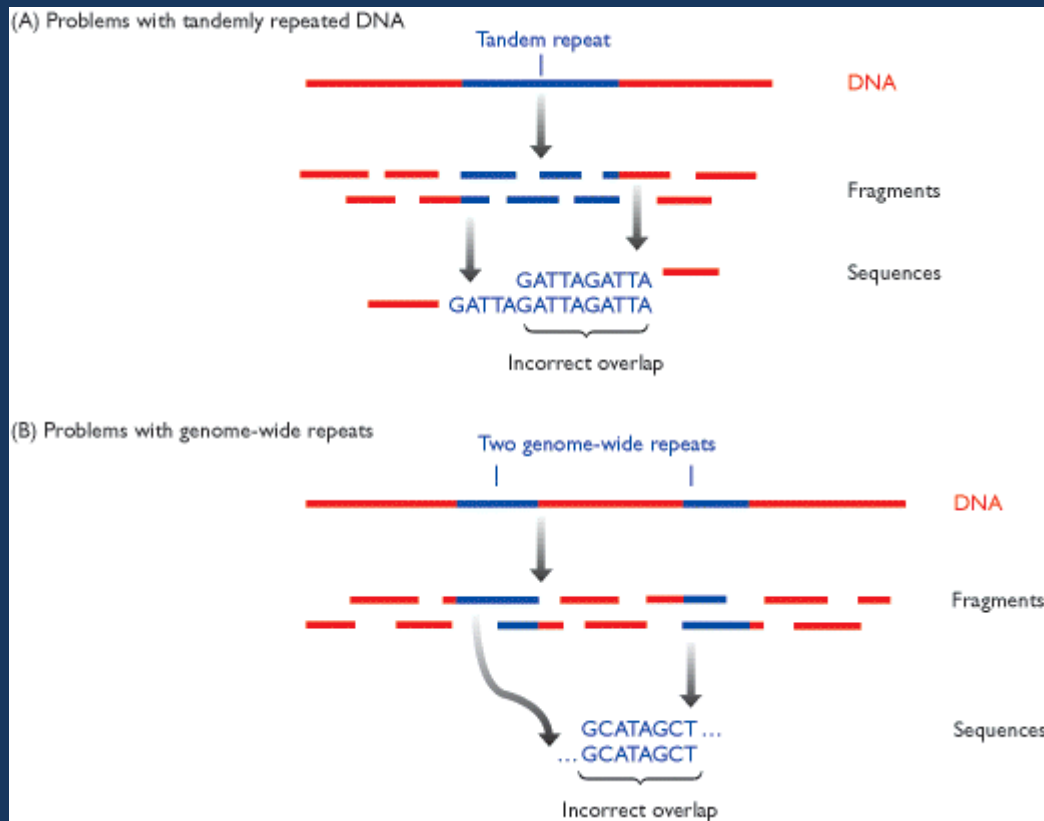 (A) Problems with tandemly repeated DNA
Tandem repeat
DNA
Fragments
Sequences
GATTAGATTA
GATTAGATTAGATTA
Incorrect overlap
(B) Problems with genome-wide repeats
Two genome-wide repeats
DNA
Fragments
Sequences
GCATAGCT ...
... GCATAGCT
Incorrect overlap